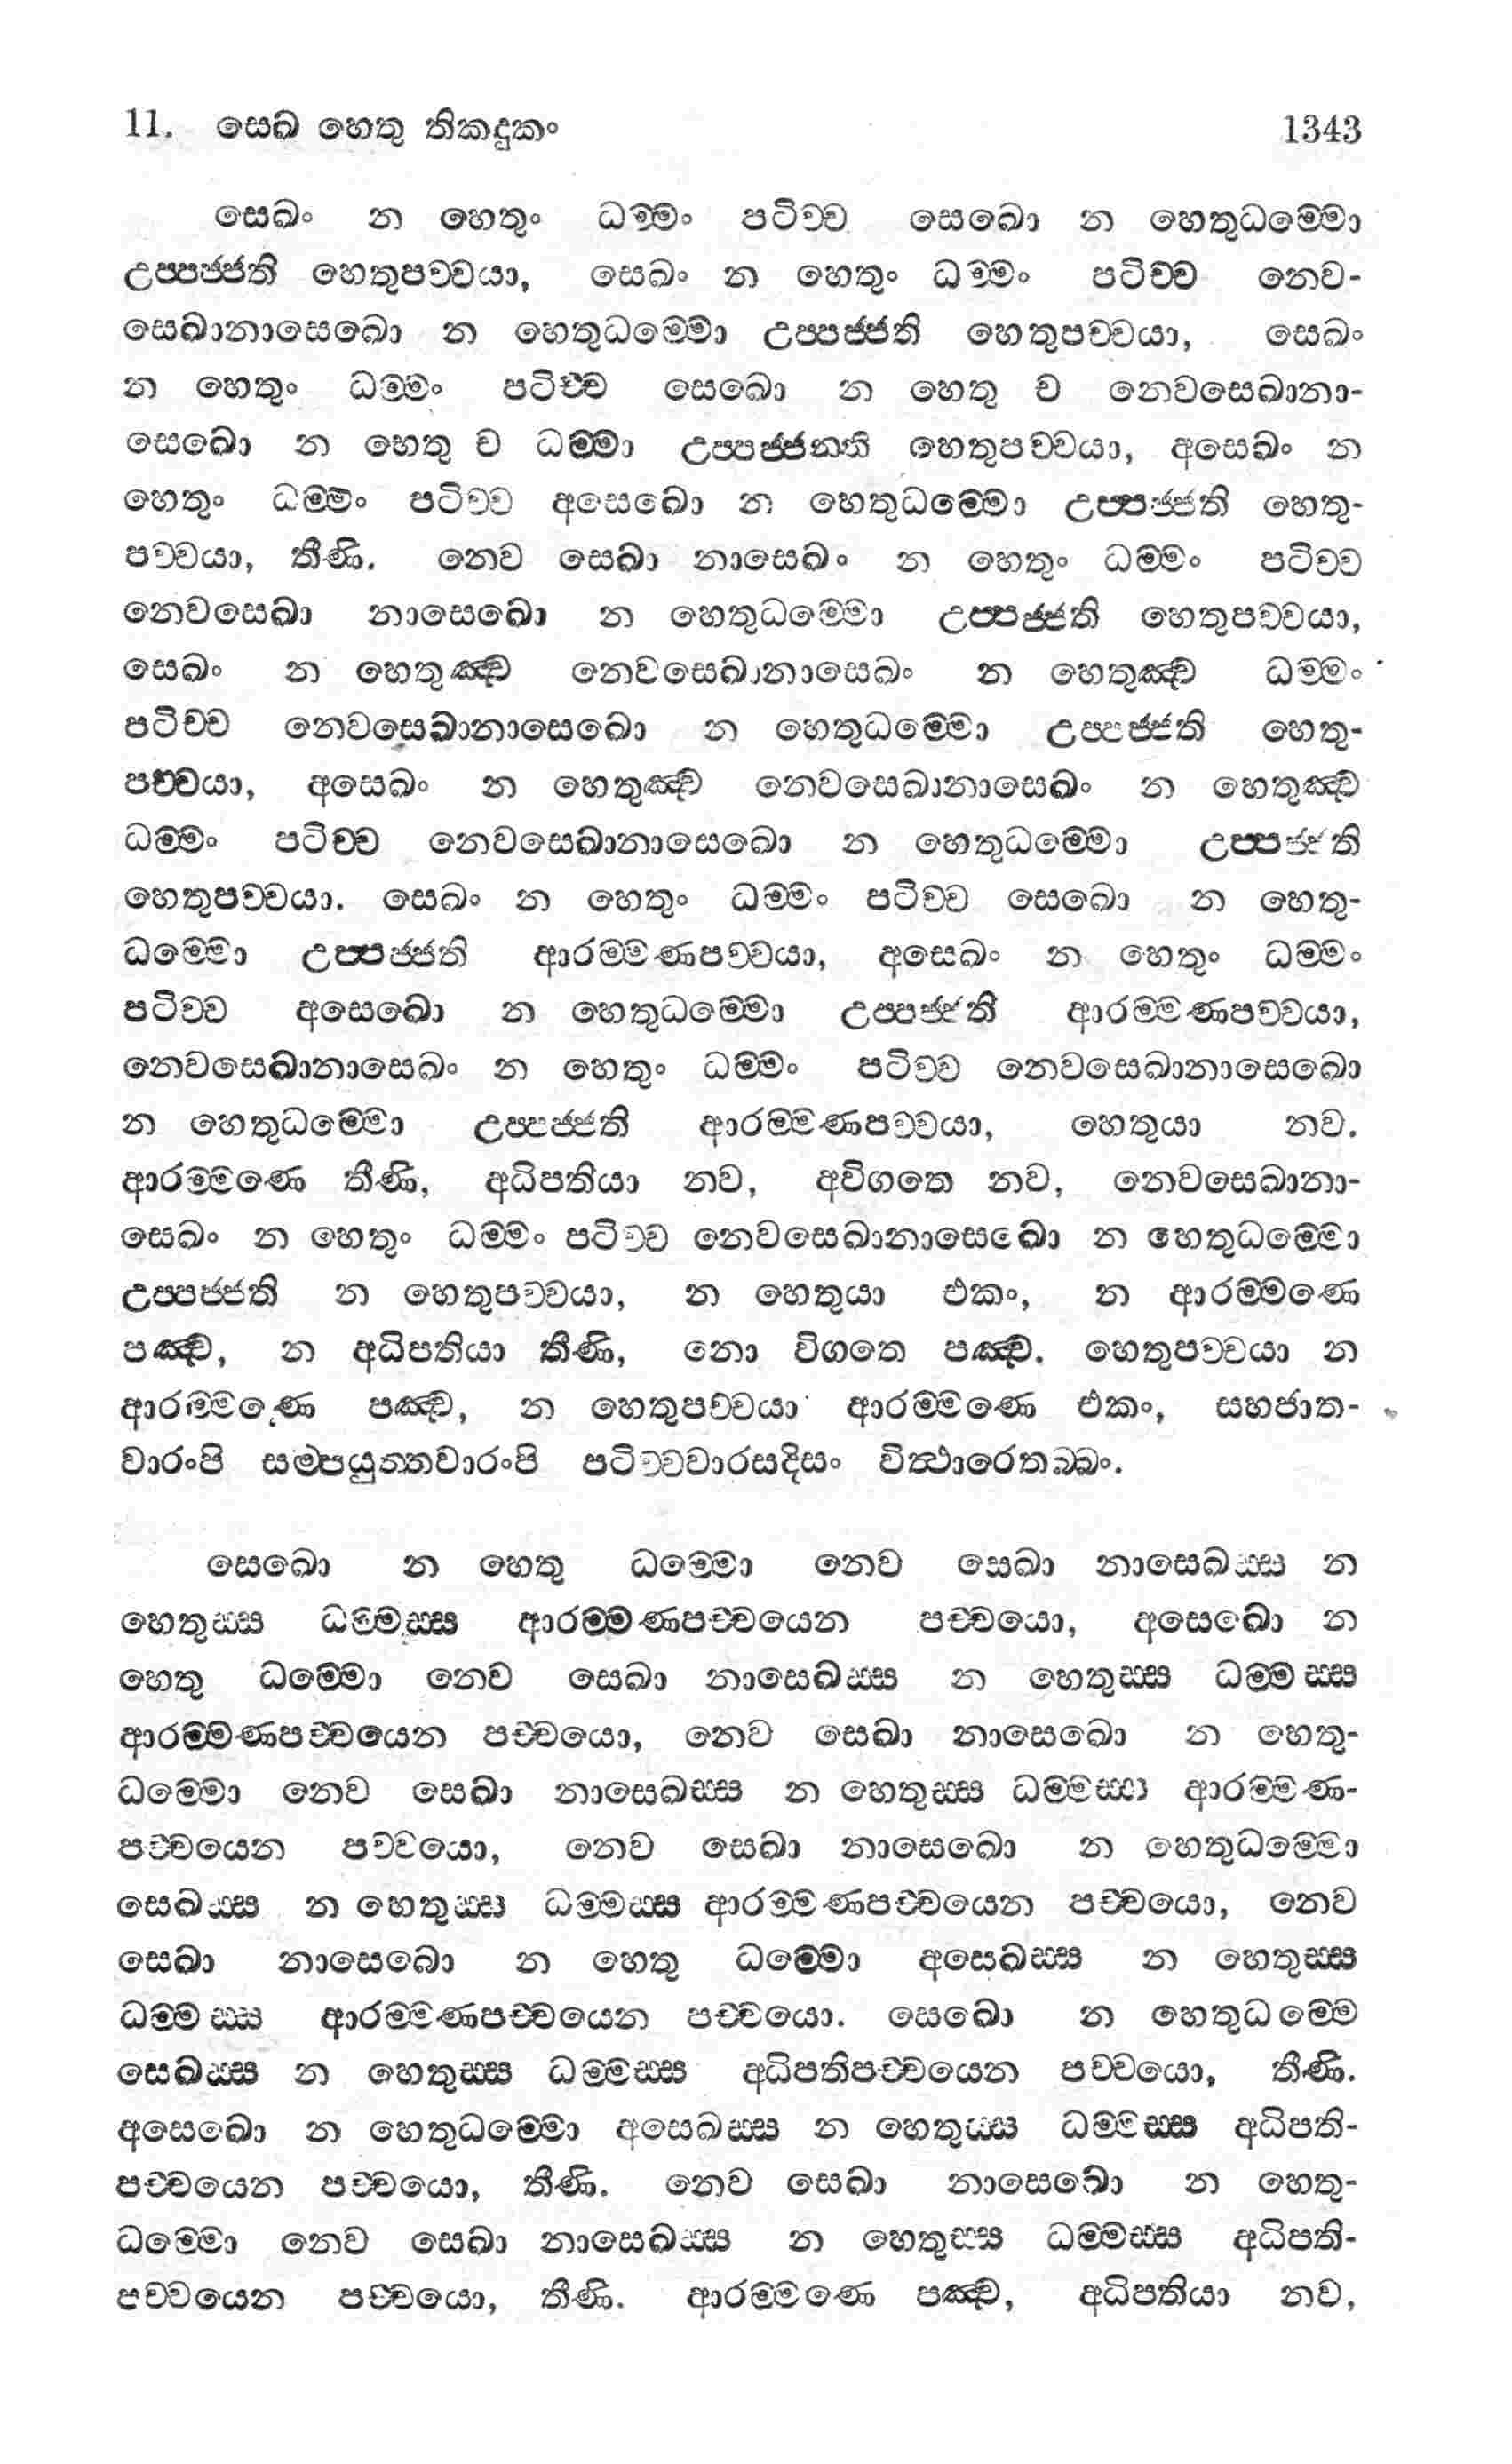 11. සෙඛ හෙතු තිකදුකං 1343
සෙඛං න හෙතුං ධම්මං පටිච්ච සෙඛො න හෙතුධම්මො
උප්පජ්ජති හෙතුපච්චයා, සෙඛං න හෙතුං ධම්මං පටිච්ච නෙව-
සෙඛානාසෙඛො න හෙතුධම්මො උප්පජ්ජති හෙතුපච්චයා, සෙඛං
න හෙතුං ධම්මං පටිච්ච සෙඛො න හෙතු ච නෙවසෙඛානා-
සෙඛො න හෙතු ච ධම්මා උප්පජ්ජන්ති හෙතුපච්චයා, අසෙඛං න
හෙතුං ධම්මං පටිච්ච අසෙඛො න හෙතුධම්මො උප්පජ්ජති හෙතු-
පච්චයා, තීණි. නෙව සෙඛා නාසෙඛං න හෙතුං ධම්මං පටිච්ච
නෙවසෙඛා නාසෙඛො න හෙතුධම්මො උප්පජ්ජති හෙතුපච්චයා,
සෙඛං න හෙතුඤ්ච නෙවසෙඛානාසෙඛං න හෙතුඤ්ච ධම්මං
පටිච්ච නෙවසෙඛානාසෙඛො න හෙතුධම්මො උප්පජ්ජති හෙතු-
පච්චයා, අසෙඛං න හෙතුඤ්ච නෙවසෙඛානාසෙඛං න හෙතුඤ්ච
ධම්මං පටිච්ච නෙවසෙඛානාසෙඛො න හෙතුධම්මො උප්පජ්ජති
හෙතුපච්චයා. සෙඛං න හෙතුං ධම්මං පටිච්ච සෙඛො න හෙතු-
ධම්මො උප්පජ්ජති ආරම්මණපච්චයා, අසෙඛං න හෙතුං ධම්මං
පටිච්ච අසෙඛො න හෙතුධම්මො උප්පජ්ජති ආරම්මණපච්චයා,
නෙවසෙඛානාසෙඛං න හෙතුං ධම්මං පටිච්ච නෙවසෙඛානාසෙඛො
න හෙතුධම්මො උප්පජ්ජති ආරම්මණපච්චයා, හෙතුයා නව.
ආරම්මණෙ තීණි, අධිපතියා නව, අවිගතෙ නව, නෙවසෙඛානා-
සෙඛං න හෙතුං ධම්මං පටිච්ච නෙවසෙඛානාසෙඛො න හෙතුධම්මො
උප්පජ්ජති න හෙතුපච්චයා, න හෙතුයා එකං, න ආරම්මණෙ
පඤ්ච, න අධිපතියා තීණි, නො විගතෙ පඤ්ච. හෙතුපච්චයා න
ආරම්මණෙ පඤ්ච, න හෙතුපච්චයා ආරම්මණෙ එකං, සහජාත-
වාරංපි සම්පයුත්තවාරංපි පටිච්චවාරසදිසං විත්ථාරෙතබ්බං.
සෙඛො න හෙතු ධම්මො නෙව සෙඛා නාසෙඛස්ස න
හෙතුස්ස ධම්මස්ස ආරම්මණපච්චයෙන පච්චයො, අසෙඛො න
හෙතු ධම්මො නෙව සෙඛා නාසෙඛස්ස න හෙතුස්ස ධම්මස්ස
ආරම්මණපච්චයෙන පච්චයො, නෙව සෙඛා නාසෙඛො න හෙතු-
ධම්මො නෙව සෙඛා නාසෙඛස්ස න හෙතුස්ස ධම්මස්ස ආරම්මණ-
පච්චයෙන පච්චයො, නෙව සෙඛා නාසෙඛො න හෙතුධම්මො
සෙඛස්ස න හෙතුස්ස ධම්මස්ස ආරම්මණපච්චයෙන පච්චයො, නෙව
සෙඛා නාසෙබො න හෙතු ධම්මො අසෙඛස්ස න හෙතුස්ස
ධම්මස්ස ආරම්මණපච්චයෙන පච්චයො. සෙඛො න හෙතුධම්මෙ
සෙඛස්ස න හෙතුස්ස ධම්මස්ස අධිපතිපච්චයෙන පච්චයො, තීණි.
අසෙඛො න හෙතුධම්මො අසෙඛස්ස න හෙතුස්ස ධම්මස්ස අධිපති-
පච්චයෙන පච්චයො, තීණි. නෙව සෙඛා නාසෙඛො න හෙතු-
ධම්මො නෙව සෙඛා නාසෙඛස්ස න හෙතුස්ස ධම්මස්ස අධිපති-
පච්චයෙන පච්චයො, තීණි. ආරම්මණෙ පඤ්ච, අධිපතියා නව,